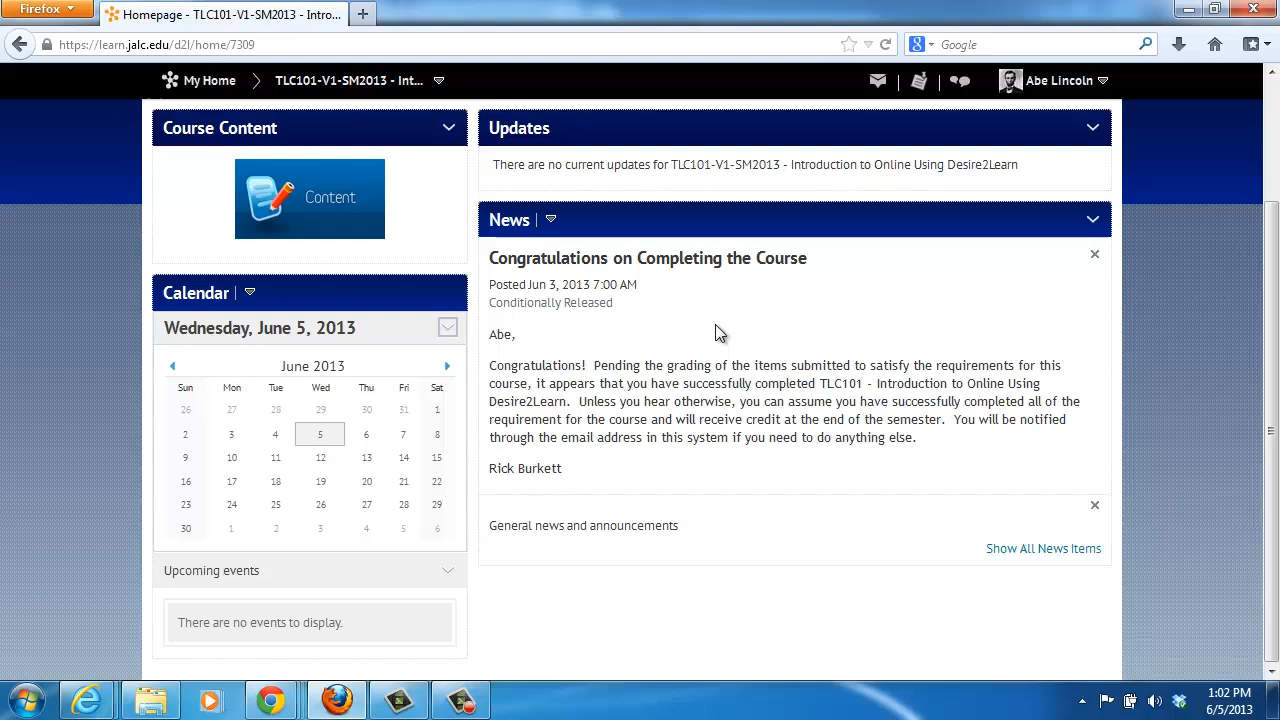 Firefox
Homepage - TLC101-V1-SM2013 - Intro...
https://learn.jalc.edu/d2l/home/7309
Google
My Home
TLC101-V1-SM2013 - Int...
Abe Lincoln
Course Content
Content
Updates
There are no current updates for TLC101-V1-SM2013 - Introduction to Online Using Desire2Learn
News
Congratulations on Completing the Course
Posted Jun 3, 2013 7:00 AM
Conditionally Released
Abe,
Congratulations!  Pending the grading of the items submitted to satisfy the requirements for this
course, it appears that you have successfully completed TLC101 - Introduction to Online Using
Desire2Learn.  Unless you hear otherwise, you can assume you have successfully completed all of the
requirement for the course and will receive credit at the end of the semester.  You will be notified
through the email address in this system if you need to do anything else.
Rick Burkett
General news and announcements
Show All News Items
Calendar
Wednesday, June 5, 2013
June 2013
Sun Mon Tue Wed Thu Fri Sat
26 27 28 29 30 31 1
2 3 4 5 6 7 8
9 10 11 12 13 14 15
16 17 18 19 20 21 22
23 24 25 26 27 28 29
30 1 2 3 4 5 6
Upcoming events
There are no events to display.
1:02 PM
6/5/2013